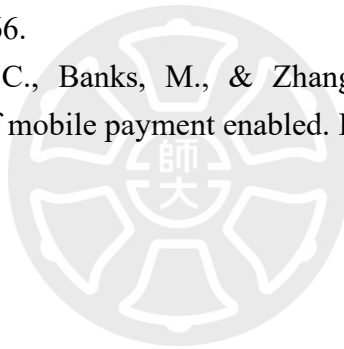 66.
C., Banks, M., & Zhang
f mobile payment enabled. I
師
大